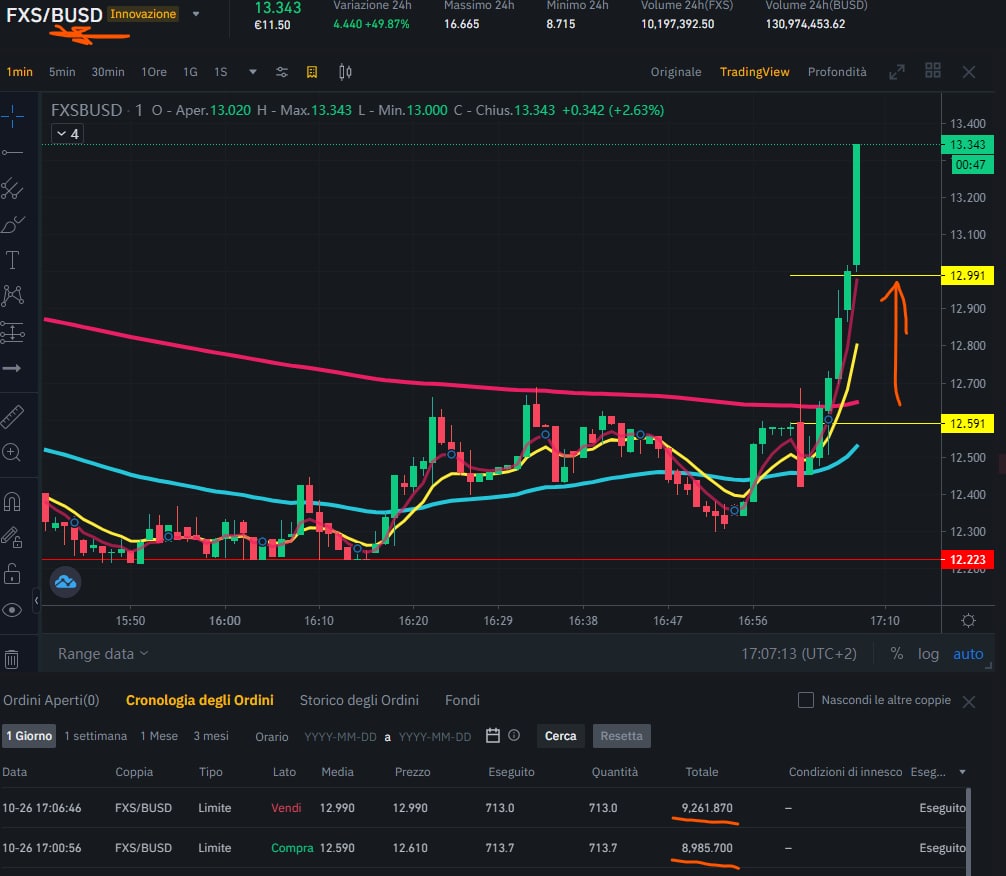 FXS/BUSD Innovazione
13.343 €11.50
Variazione 24h 4.440 +49.87%
Massimo 24h 16.665
Minimo 24h 8.715
Volume 24h(FXS) 10,197,392.50
Volume 24h(BUSD) 130,974,453.62
1min 5min 30min 1Ore 1G 1S Originale TradingView Profondità
FXSBUSD · 1 O - Aper.13.020 H - Max.13.343 L - Min.13.000 C - Chius.13.343 +0.342 (+2.63%)
4
13.400
13.343
00:47
13.200
13.100
12.991
12.900
12.800
12.700
12.591
12.500
12.400
12.300
12.223
12.200
15:50 16:00 16:10 16:20 16:29 16:38 16:47 16:56 17:10
Range data 17:07:13 (UTC+2) % log auto
Ordini Aperti(0) Cronologia degli Ordini Storico degli Ordini Fondi Nascondi le altre coppie
1 Giorno 1 settimana 1 Mese 3 mesi Orario YYYY-MM-DD a YYYY-MM-DD Cerca Resetta
Data Coppia Tipo Lato Media Prezzo Eseguito Quantità Totale Condizioni di innesco Eseg...
10-26 17:06:46 FXS/BUSD Limite Vendi 12.990 12.990 713.0 713.0 9,261.870 – Eseguito
10-26 17:00:56 FXS/BUSD Limite Compra 12.590 12.610 713.7 713.7 8,985.700 – Eseguito